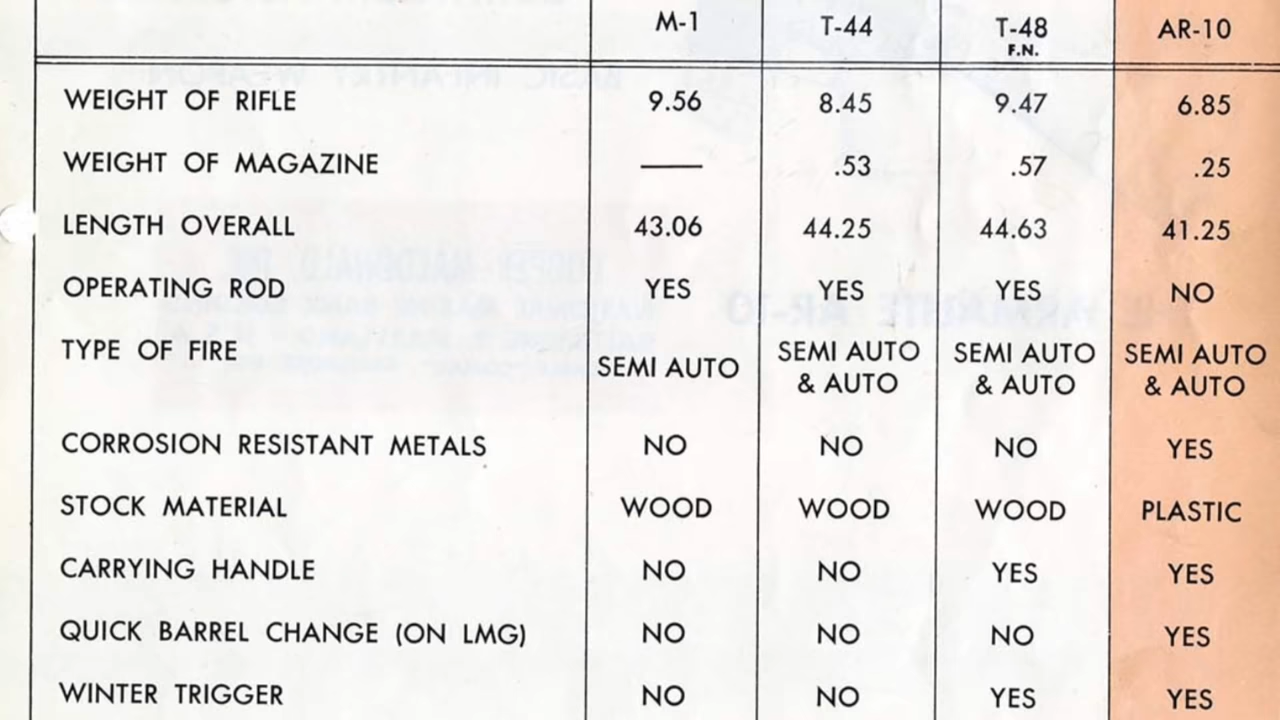 M-1 T-44 T-48 AR-10
F.N.
WEIGHT OF RIFLE 9.56 8.45 9.47 6.85
WEIGHT OF MAGAZINE —— .53 .57 .25
LENGTH OVERALL 43.06 44.25 44.63 41.25
OPERATING ROD YES YES YES NO
TYPE OF FIRE SEMI AUTO SEMI AUTO SEMI AUTO SEMI AUTO
& AUTO & AUTO & AUTO
CORROSION RESISTANT METALS NO NO NO YES
STOCK MATERIAL WOOD WOOD WOOD PLASTIC
CARRYING HANDLE NO NO YES YES
QUICK BARREL CHANGE (ON LMG) NO NO NO YES
WINTER TRIGGER NO NO YES YES